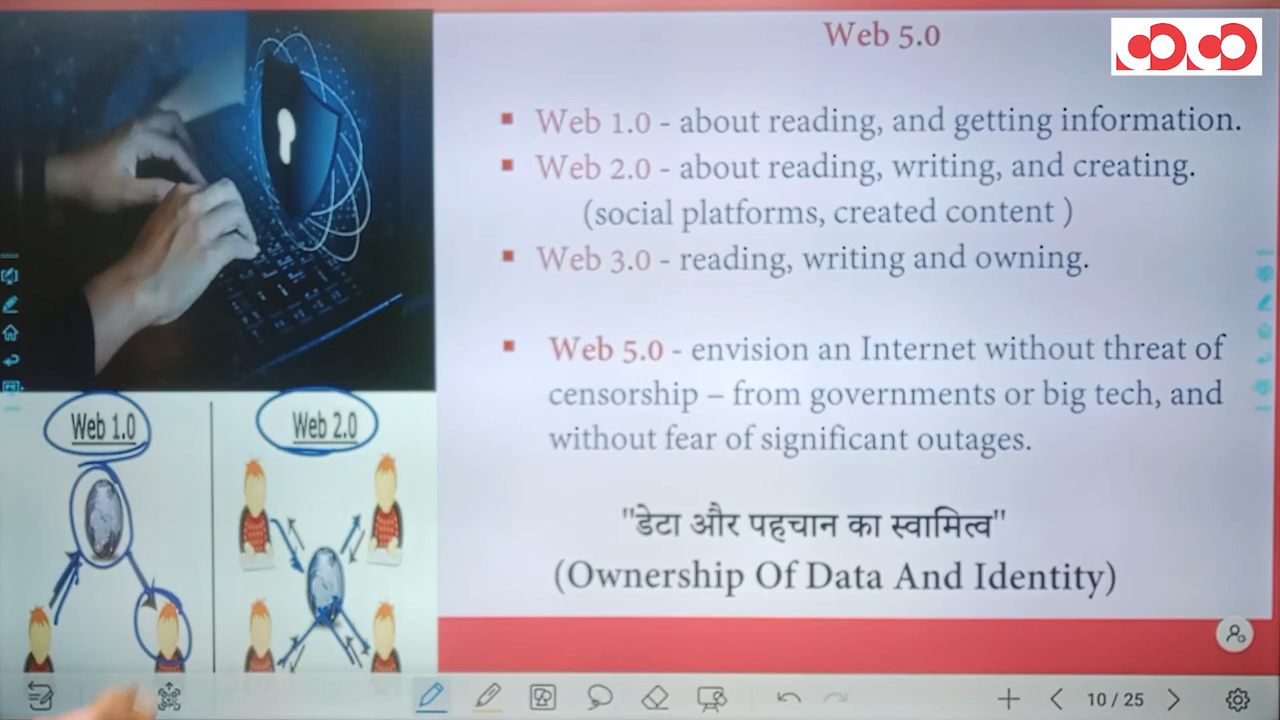 Web 5.0
▪ Web 1.0 - about reading, and getting information.
▪ Web 2.0 - about reading, writing, and creating.
(social platforms, created content )
▪ Web 3.0 - reading, writing and owning.
▪ Web 5.0 - envision an Internet without threat of
censorship – from governments or big tech, and
without fear of significant outages.
"डेटा और पहचान का स्वामित्व"
(Ownership Of Data And Identity)
Web 1.0
Web 2.0
10 / 25